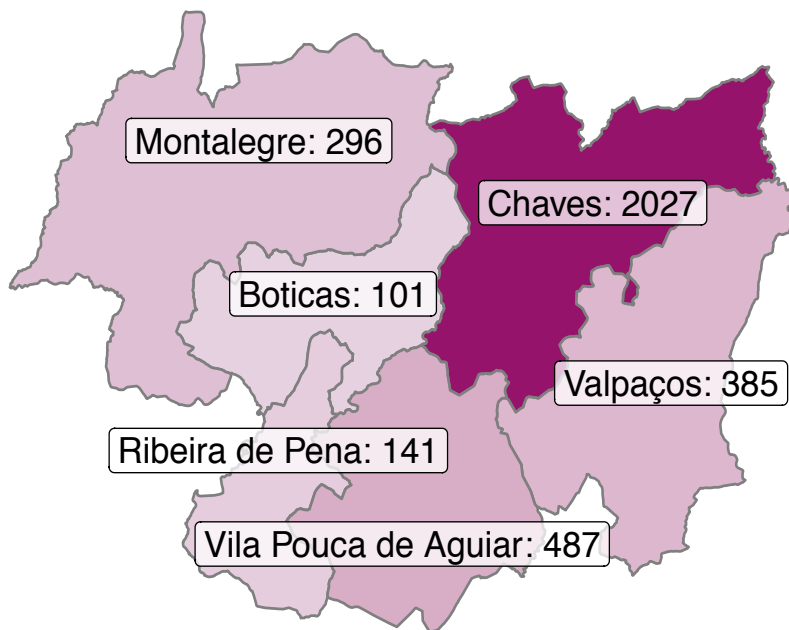 Montalegre: 296
Chaves: 2027
Boticas: 101
Valpaços: 385
Ribeira de Pena: 141
Vila Pouca de Aguiar: 487